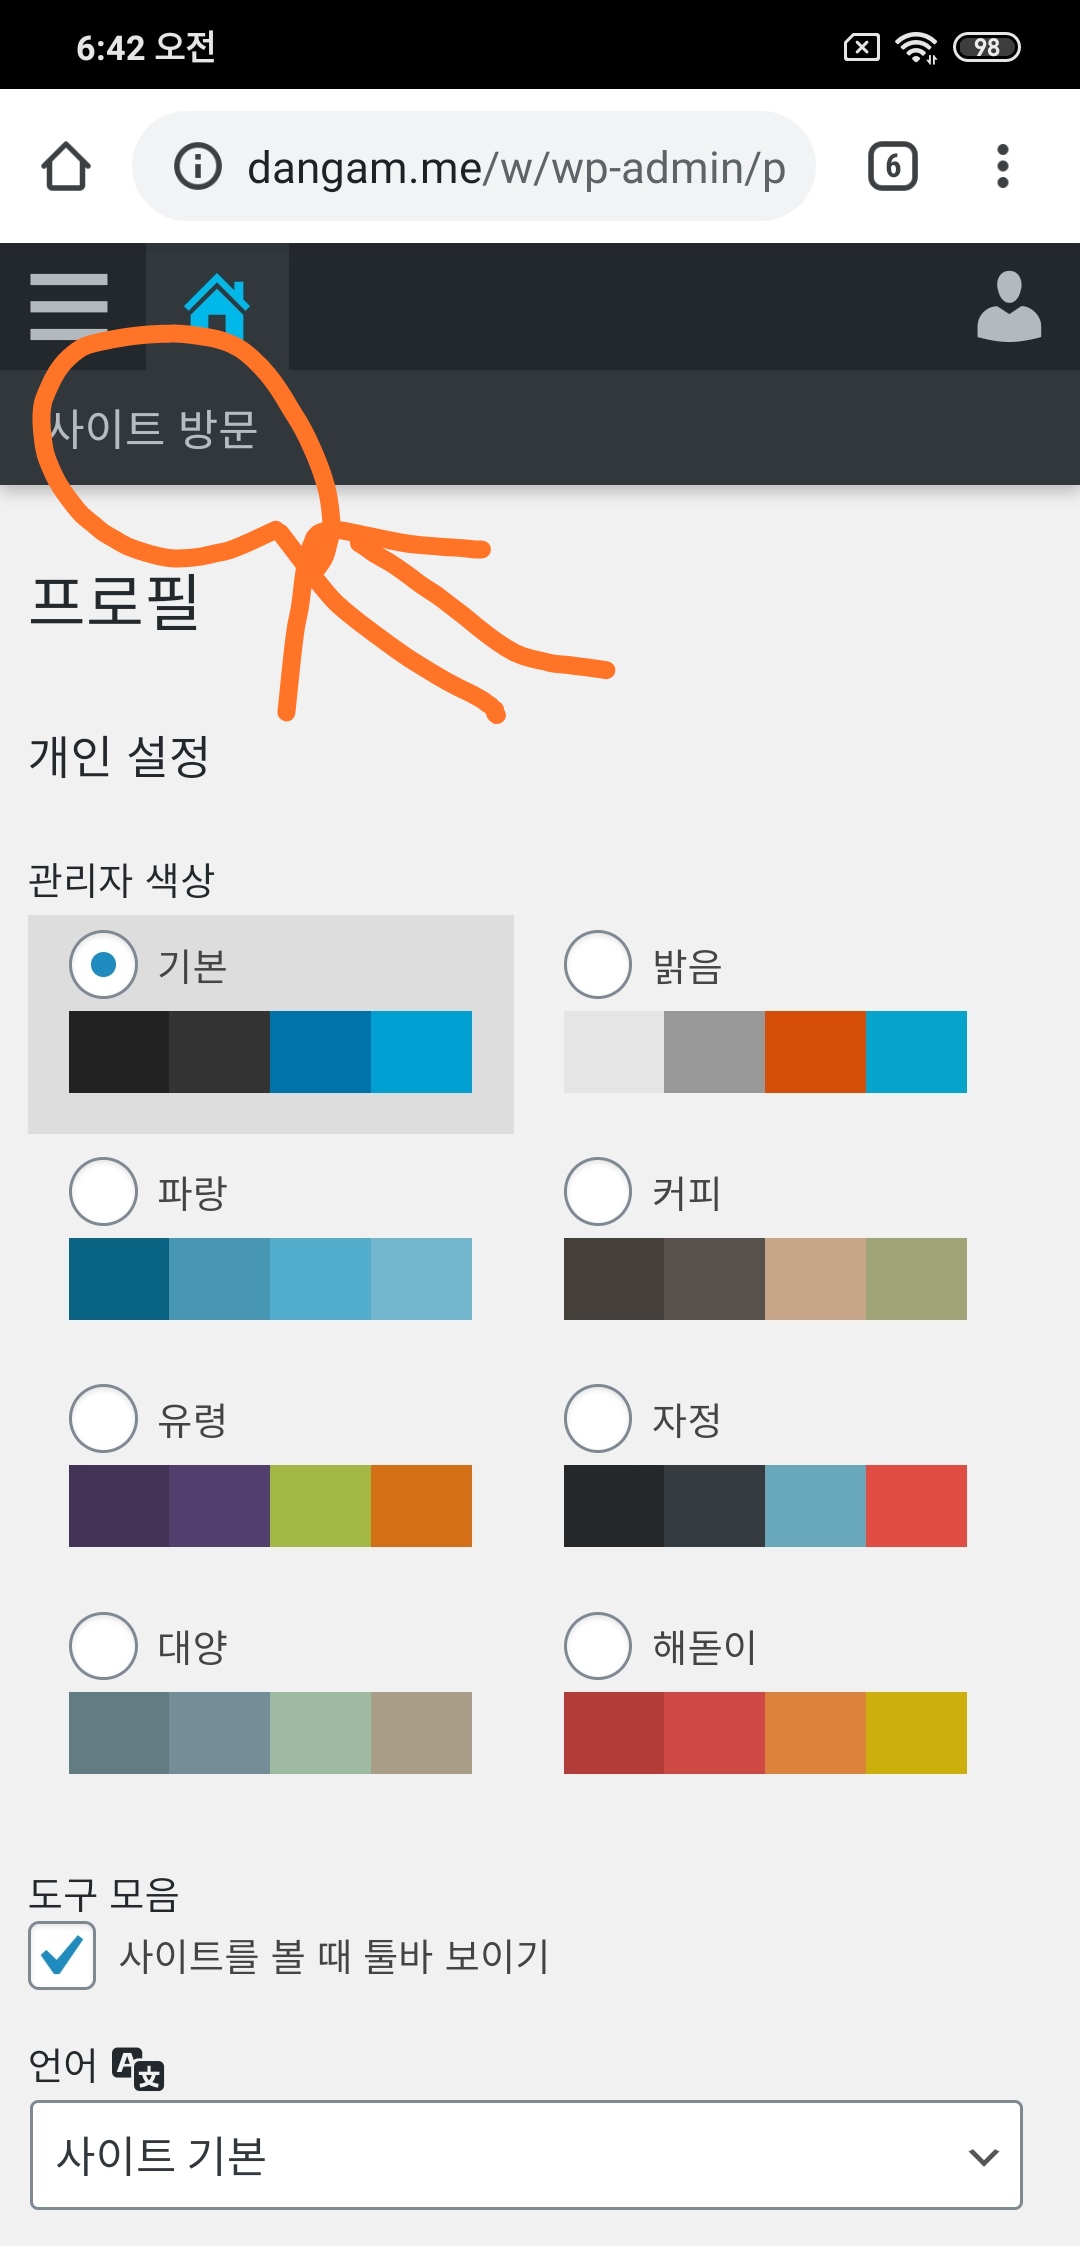 6:42 오전
98
dangam.me/w/wp-admin/p
6
사이트 방문
프로필
개인 설정
관리자 색상
기본
밝음
파랑
커피
유령
자정
대양
해돋이
도구 모음
사이트를 볼 때 툴바 보이기
언어 A文
사이트 기본